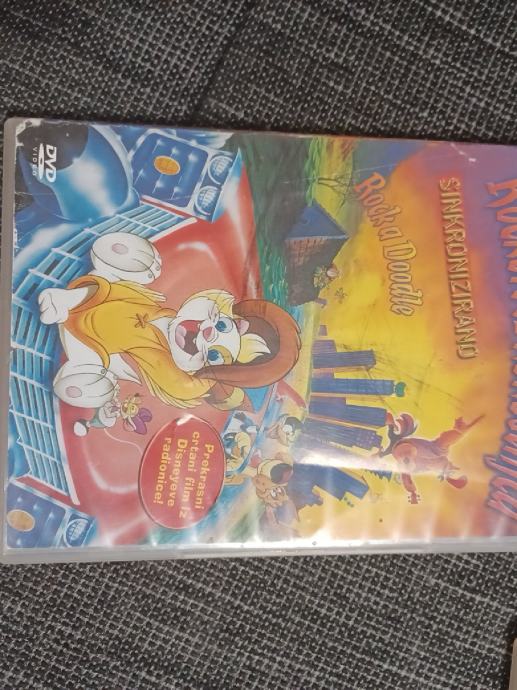 SINKRONIZIRANO
Rock a Doodle
Prekrasni
crtani film iz
Disneyeve
radionice!
DVD
VIDEO